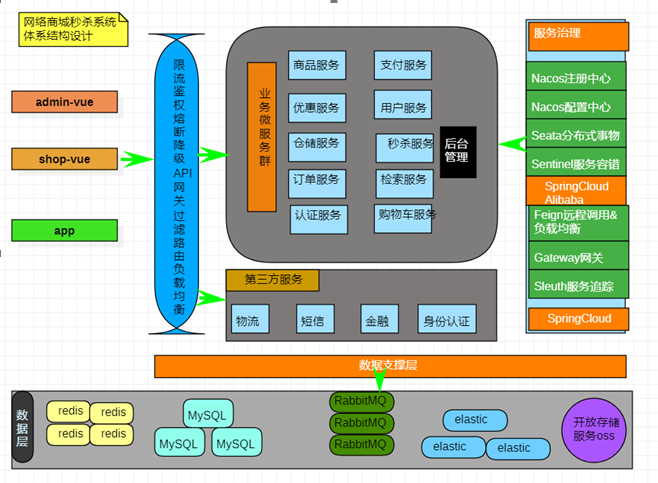 网络商城秒杀系统
体系结构设计
admin-vue
shop-vue
app
限流鉴权熔断降级API网关过滤路由负载均衡
业务微服务群
商品服务
支付服务
优惠服务
用户服务
仓储服务
秒杀服务
订单服务
检索服务
认证服务
购物车服务
后台
管理
第三方服务
物流
短信
金融
身份认证
服务治理
Nacos注册中心
Nacos配置中心
Seata分布式事物
Sentinel服务容错
SpringCloud
Alibaba
Feign远程调用&
负载均衡
Gateway网关
Sleuth服务追踪
SpringCloud
数据支撑层
数据层
redis
redis
redis
redis
MySQL
MySQL
MySQL
RabbitMQ
RabbitMQ
RabbitMQ
elastic
elastic
elastic
开放存储
服务oss